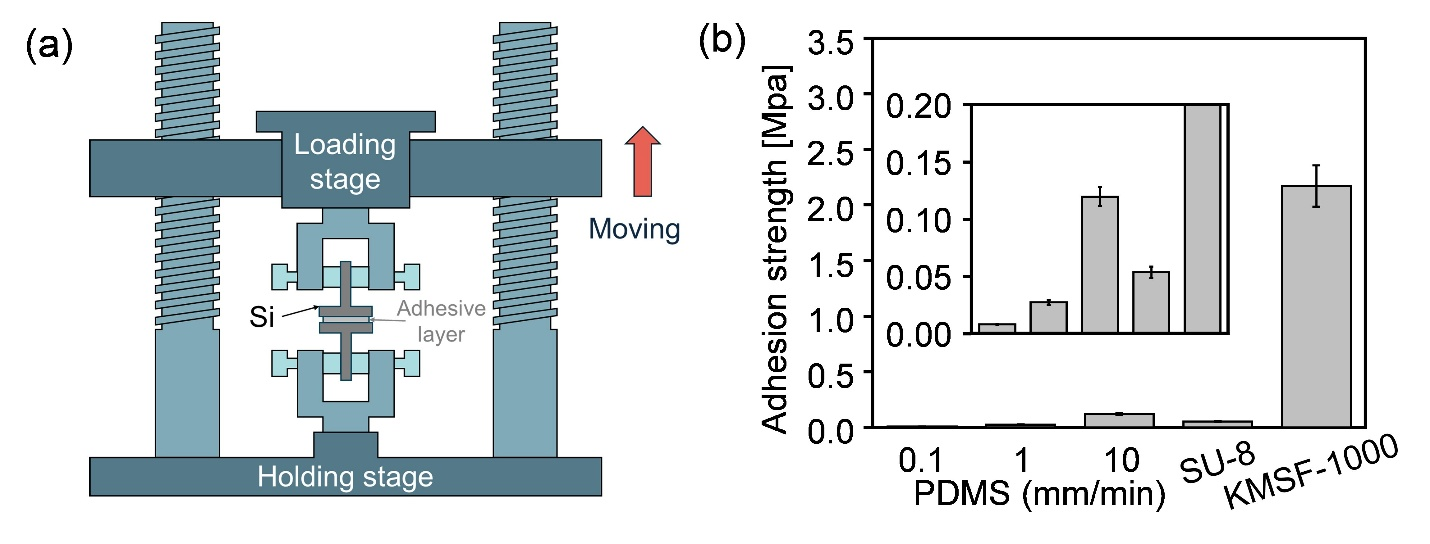 (a)
Loading
stage
Moving
Si
Adhesive
layer
Holding stage
(b)
Adhesion strength [Mpa]
3.5
3.0
2.5
2.0
1.5
1.0
0.5
0.0
0.20
0.15
0.10
0.05
0.00
0.1 1 10 SU-8 KMSF-1000
PDMS (mm/min)